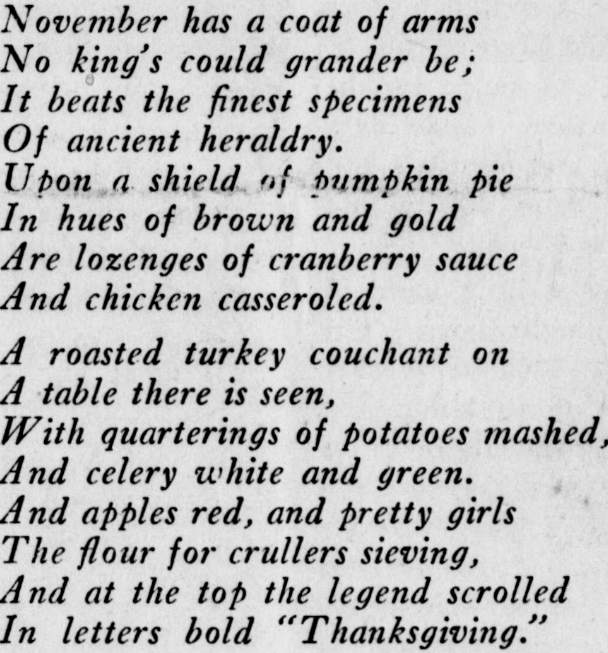 November has a coat of arms
No king's could grander be;
It beats the finest specimens
Of ancient heraldry.
Upon a shield of pumpkin pie
In hues of brown and gold
Are lozenges of cranberry sauce
And chicken casseroled.
A roasted turkey couchant on
A table there is seen,
With quarterings of potatoes mashed,
And celery white and green.
And apples red, and pretty girls
The flour for crullers sieving,
And at the top the legend scrolled
In letters bold "Thanksgiving."